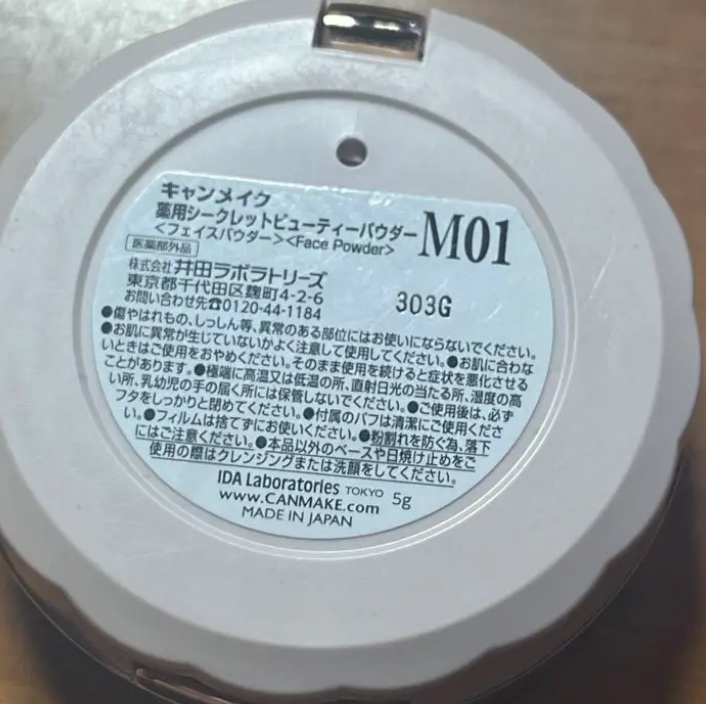 キャンメイク
薬用シークレットビューティーパウダー M01
<フェイスパウダー><Face Powder>
医薬部外品
株式会社 井田ラボラトリーズ
東京都千代田区麹町4-2-6
お問い合わせ先☎0120-44-1184
303G
●傷やはれもの、しっしん等、異常のある部位にはお使いにならないでください。
●お肌に異常が生じていないかよく注意して使用してください。●お肌に合わな
いときはご使用をおやめください。そのまま使用を続けると症状を悪化させる
ことがあります。●極端に高温又は低温の所、直射日光の当たる所、湿度の高
い所、乳幼児の手の届く所には保管しないでください。●ご使用後は、必ず
フタをしっかりと閉めてください。●付属のパフは清潔にご使用くださ
い。●フィルムは捨てずにお使いください。●粉割れを防ぐ為、落下
にはご注意ください。●本品以外のベースや日焼け止めをご
使用の際はクレンジングまたは洗顔をしてください。
IDA Laboratories TOKYO 5g
www.CANMAKE.com
MADE IN JAPAN